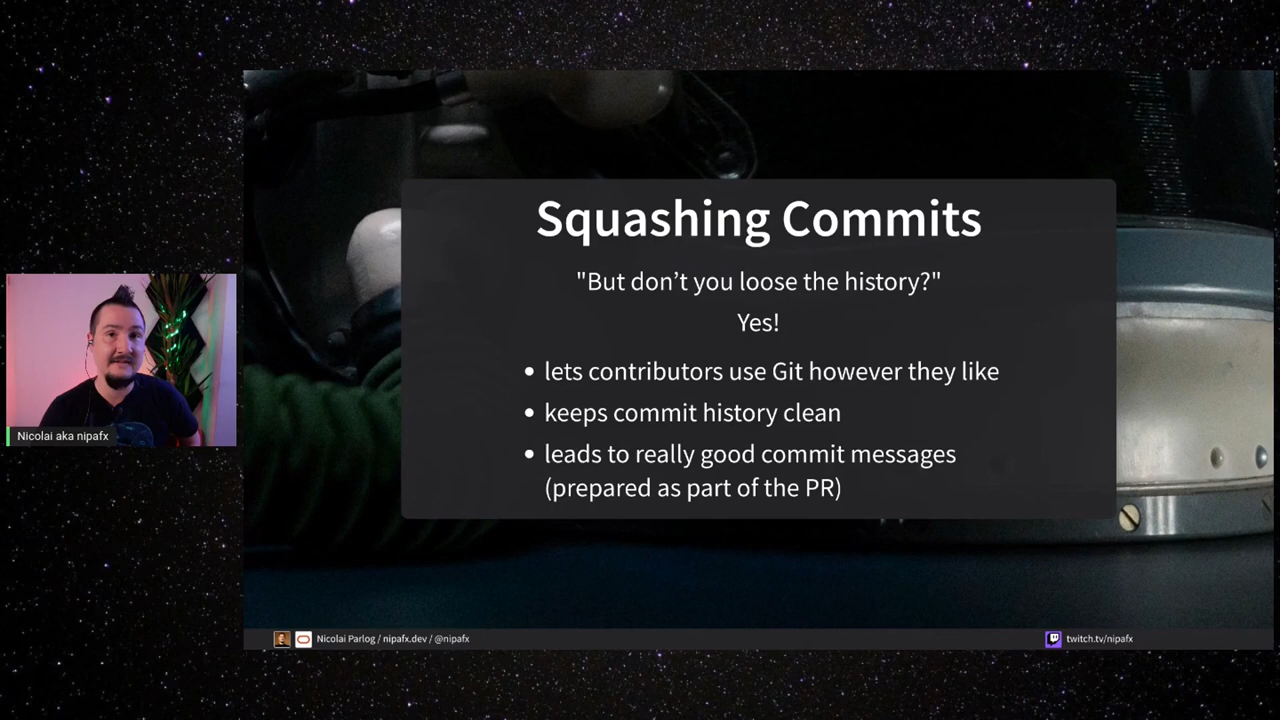 Squashing Commits
"But don’t you loose the history?"
Yes!
• lets contributors use Git however they like
• keeps commit history clean
• leads to really good commit messages
(prepared as part of the PR)
Nicolai aka nipafx
Nicolai Parlog / nipafx.dev / @nipafx
twitch.tv/nipafx